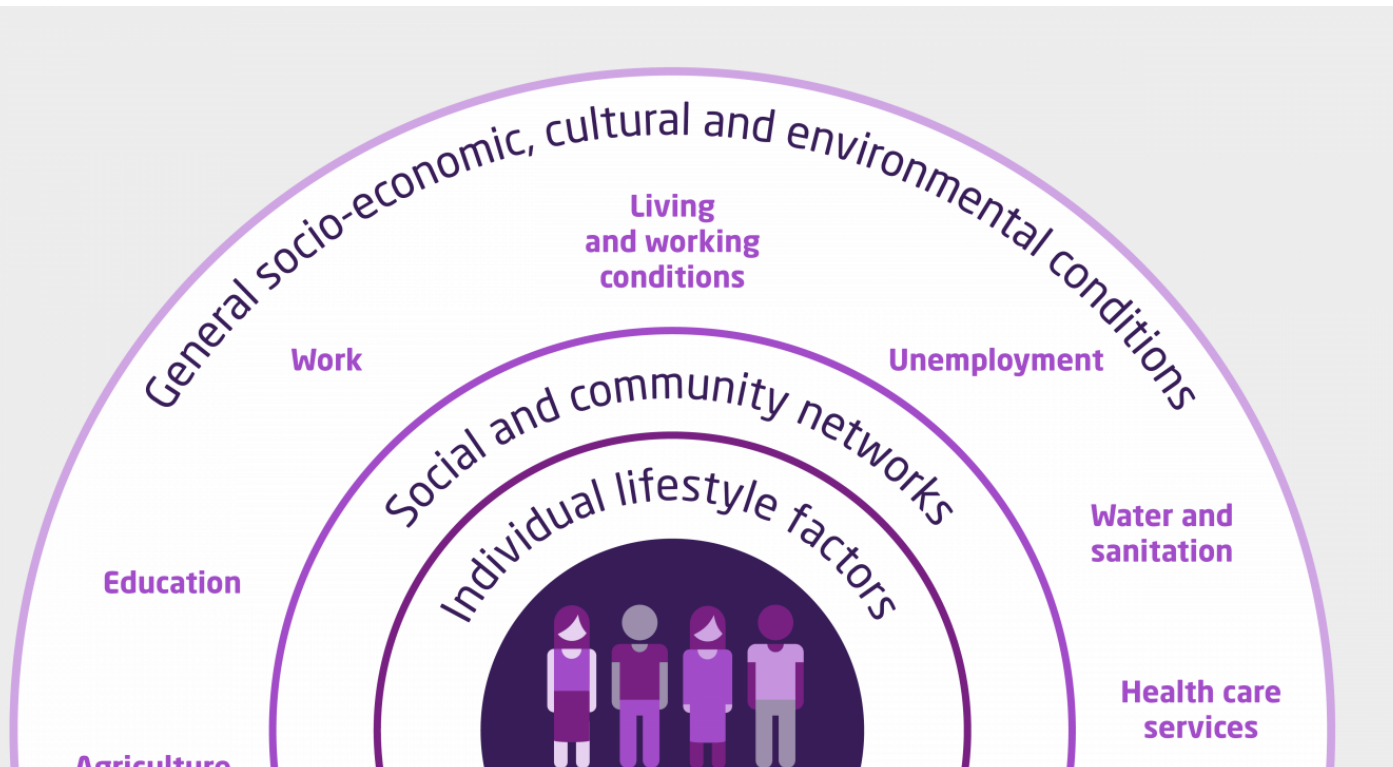 General socio-economic, cultural and environmental conditions
Living
and working
conditions
Work
Unemployment
Social and community networks
Individual lifestyle factors
Water and
sanitation
Education
Health care
services
Agriculture